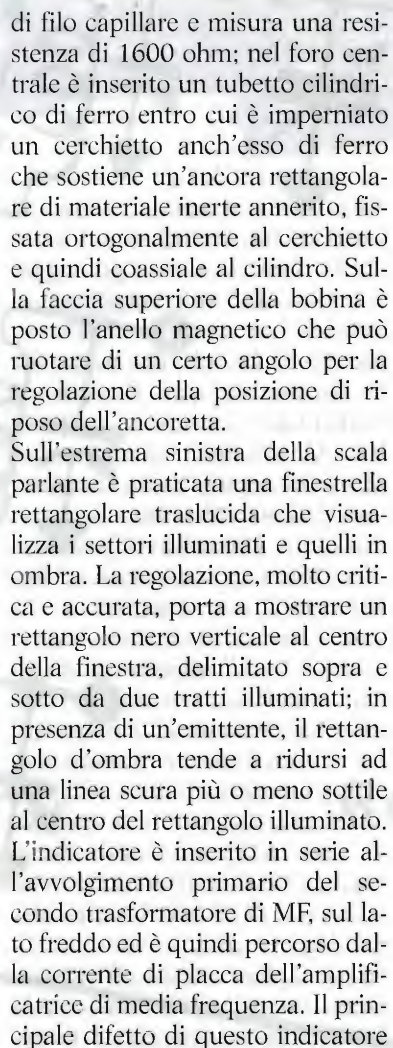 di filo capillare e misura una resi-
stenza di 1600 ohm; nel foro cen-
trale è inserito un tubetto cilindri-
co di ferro entro cui è imperniato
un cerchietto anch'esso di ferro
che sostiene un'ancora rettangola-
re di materiale inerte annerito, fis-
sata ortogonalmente al cerchietto
e quindi coassiale al cilindro. Sul-
la faccia superiore della bobina è
posto l'anello magnetico che può
ruotare di un certo angolo per la
regolazione della posizione di ri-
poso dell'ancoretta.
Sull'estrema sinistra della scala
parlante è praticata una finestrella
rettangolare traslucida che visua-
lizza i settori illuminati e quelli in
ombra. La regolazione, molto criti-
ca e accurata, porta a mostrare un
rettangolo nero verticale al centro
della finestra, delimitato sopra e
sotto da due tratti illuminati; in
presenza di un'emittente, il rettan-
golo d'ombra tende a ridursi ad
una linea scura più o meno sottile
al centro del rettangolo illuminato.
L'indicatore è inserito in serie al-
l'avvolgimento primario del se-
condo trasformatore di MF, sul la-
to freddo ed è quindi percorso dal-
la corrente di placca dell'amplifi-
catrice di media frequenza. Il prin-
cipale difetto di questo indicatore